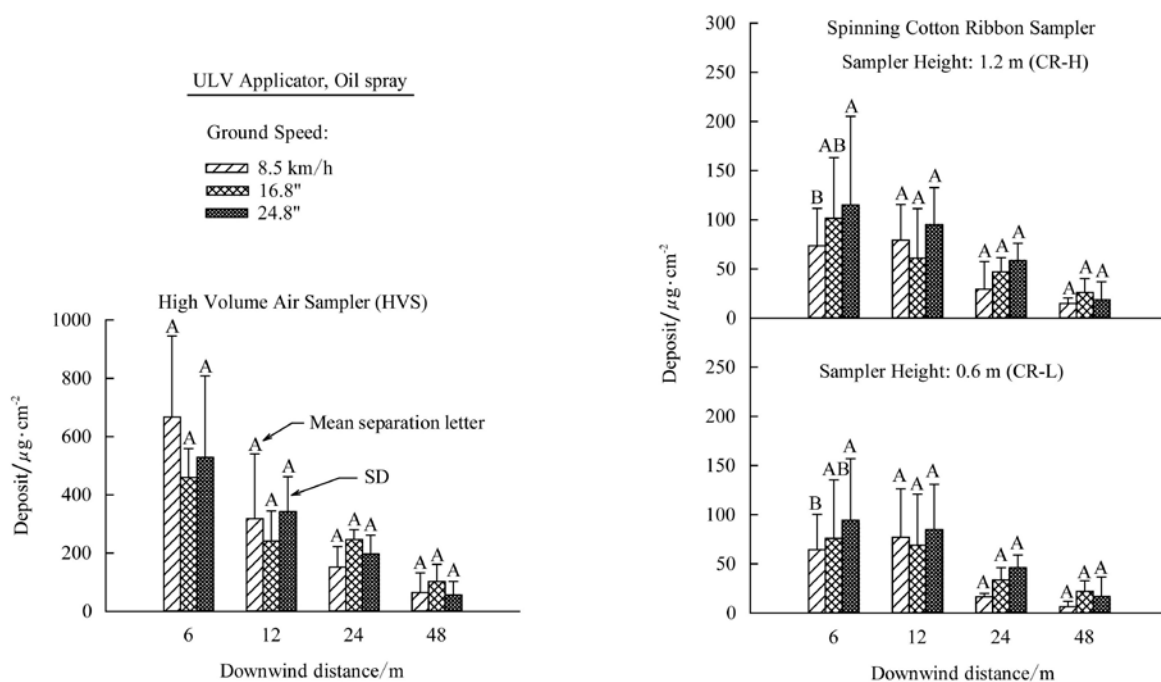 ULV Applicator, Oil spray
Ground Speed:
8.5 km/h
16.8"
24.8"
High Volume Air Sampler (HVS)
1000
800
600
400
200
0
Deposit/μg·cm-2
A A A
A A A
A A A
A A A
Mean separation letter
SD
6 12 24 48
Downwind distance/m
Spinning Cotton Ribbon Sampler
Sampler Height: 1.2 m (CR-H)
300
250
200
150
100
50
0
B AB A
A A A
A A A
A A A
Deposit/μg·cm-2
Sampler Height: 0.6 m (CR-L)
250
200
150
100
50
0
B AB A
A A A
A A A
A A A
6 12 24 48
Downwind distance/m